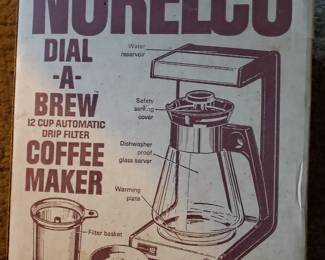 NORELCO
DIAL
-A-
BREW
12 CUP AUTOMATIC
DRIP FILTER
COFFEE
MAKER
Water
reservoir
Safety
cover
Dishwasher
proof
glass server
Warming
plate
Filter basket